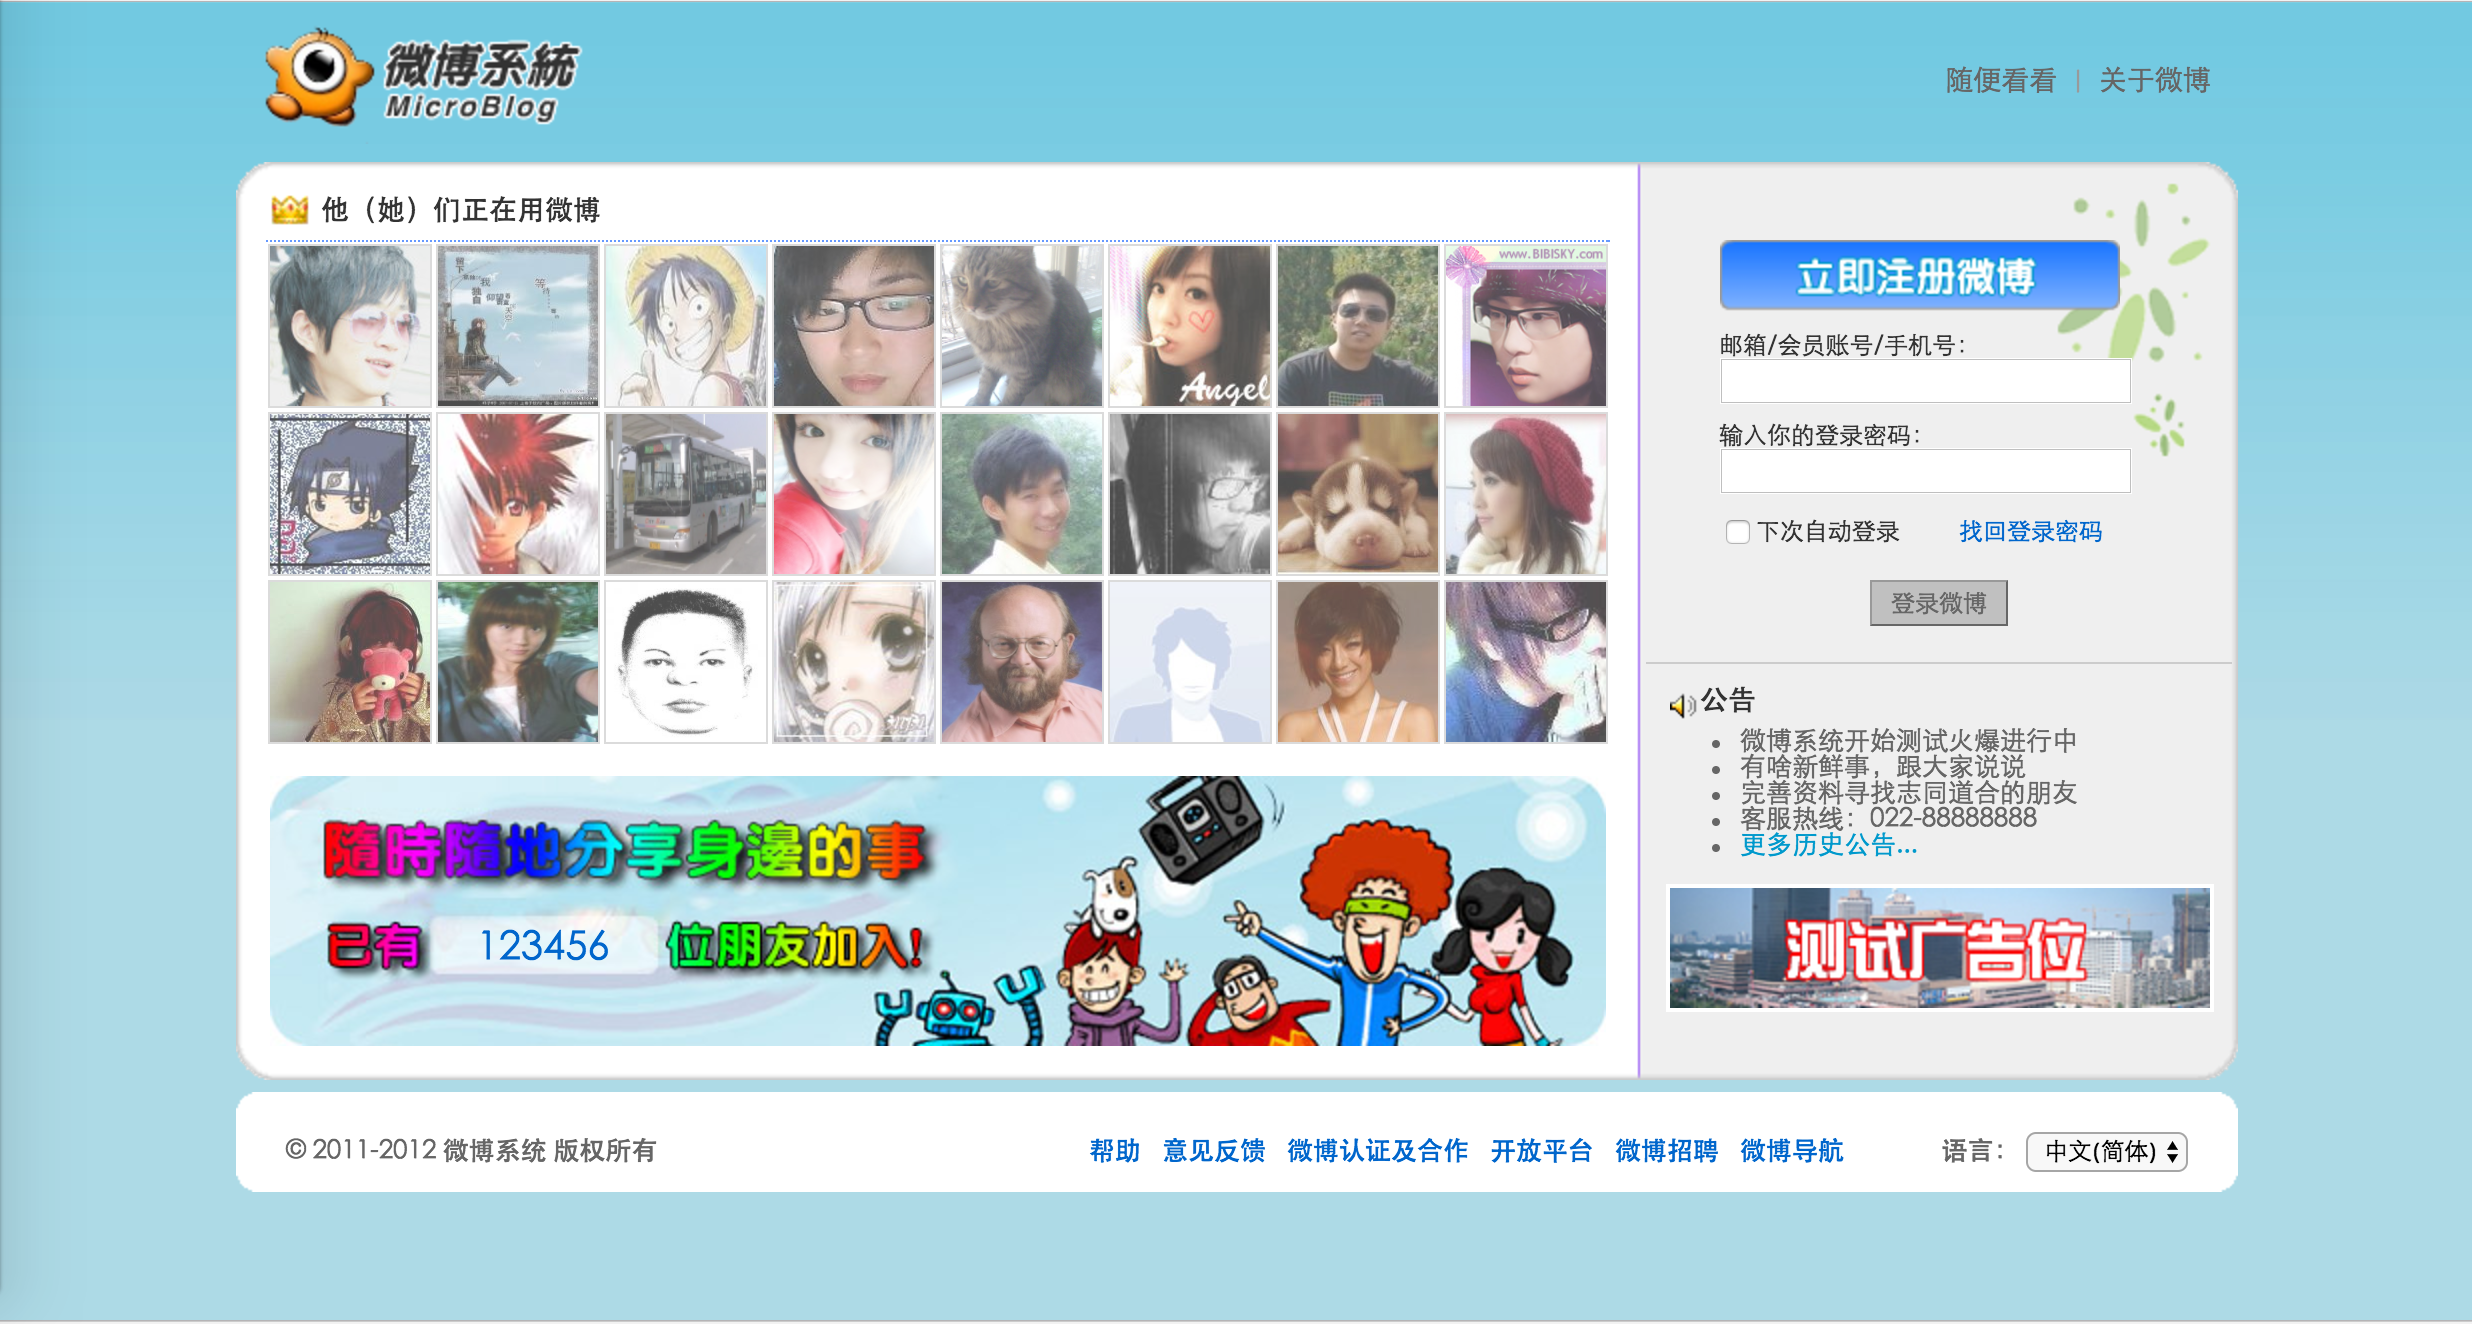 微博系統
MicroBlog
随便看看 | 关于微博
他（她）们正在用微博
www.BIBISKY.com
Angel
立即注册微博
邮箱/会员账号/手机号：
输入你的登录密码：
下次自动登录 找回登录密码
登录微博
公告
微博系统开始测试火爆进行中
有啥新鲜事，跟大家说说
完善资料寻找志同道合的朋友
客服热线：022-88888888
更多历史公告...
测试广告位
隨時隨地分享身邊的事
已有 123456 位朋友加入!
© 2011-2012 微博系统 版权所有
帮助 意见反馈 微博认证及合作 开放平台 微博招聘 微博导航
语言： 中文(简体)